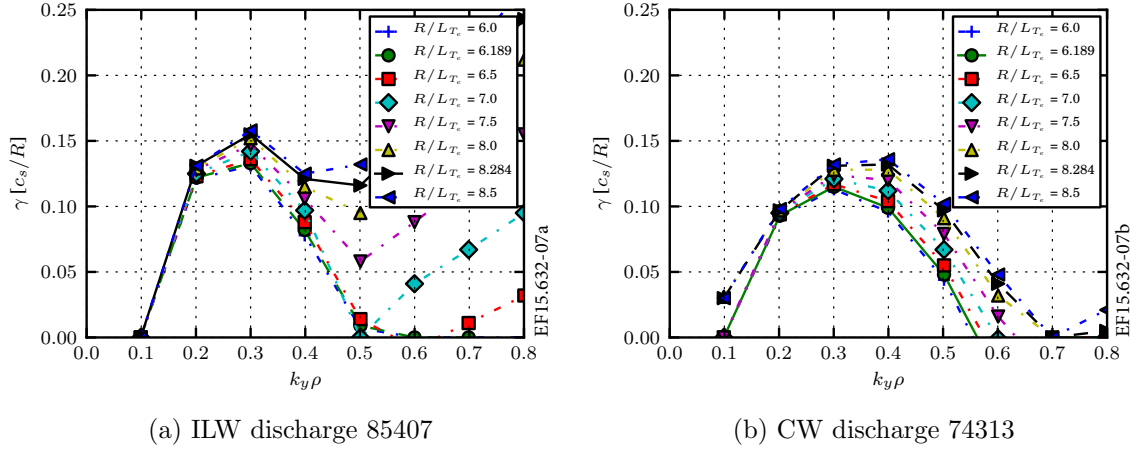 0.25
0.20
0.15
0.10
0.05
0.00
γ [c_s/R]
0.0 0.1 0.2 0.3 0.4 0.5 0.6 0.7 0.8
k_yρ
R/L_{T_e} = 6.0
R/L_{T_e} = 6.189
R/L_{T_e} = 6.5
R/L_{T_e} = 7.0
R/L_{T_e} = 7.5
R/L_{T_e} = 8.0
R/L_{T_e} = 8.284
R/L_{T_e} = 8.5
EF15.632-07a
(a) ILW discharge 85407
0.25
0.20
0.15
0.10
0.05
0.00
γ [c_s/R]
0.0 0.1 0.2 0.3 0.4 0.5 0.6 0.7 0.8
k_yρ
R/L_{T_e} = 6.0
R/L_{T_e} = 6.189
R/L_{T_e} = 6.5
R/L_{T_e} = 7.0
R/L_{T_e} = 7.5
R/L_{T_e} = 8.0
R/L_{T_e} = 8.284
R/L_{T_e} = 8.5
EF15.632-07b
(b) CW discharge 74313